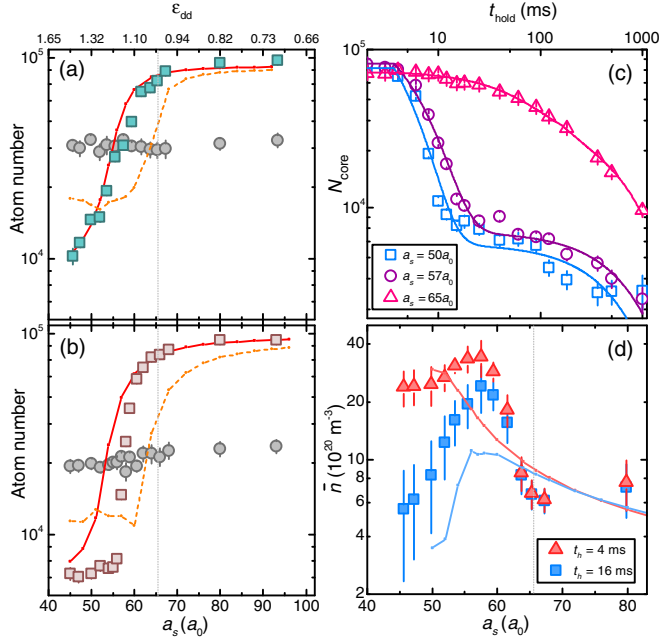 ε_dd
1.65 1.32 1.10 0.94 0.82 0.73 0.66
(a)
Atom number
10^5
10^4
(b)
Atom number
10^5
10^4
40 50 60 70 80 90 100
a_s (a_0)
t_hold (ms)
10 100 1000
(c)
N_core
10^5
10^4
a_s = 50a_0
a_s = 57a_0
a_s = 65a_0
(d)
n̄ (10^20 m^-3)
40
20
10
8
6
4
2
t_h = 4 ms
t_h = 16 ms
40 50 60 70 80
a_s (a_0)